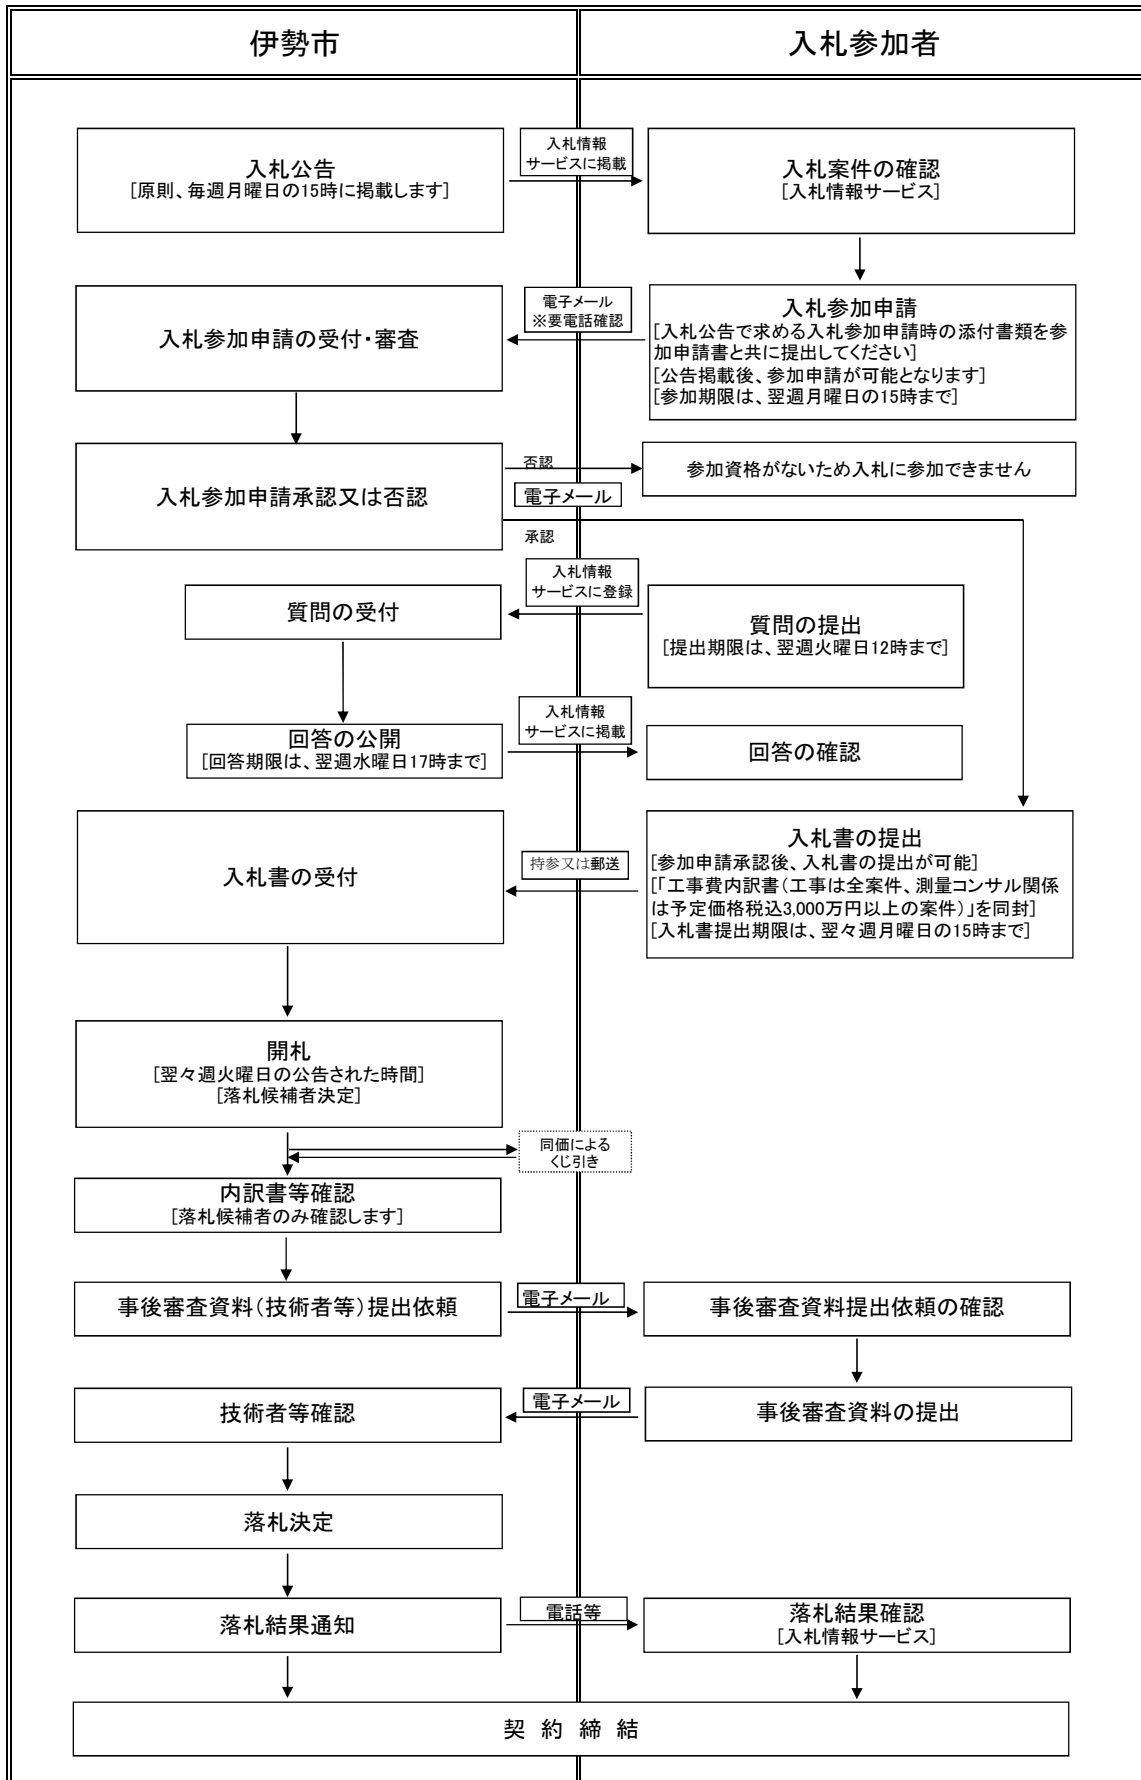 伊勢市
入札参加者
入札公告
[原則、毎週月曜日の15時に掲載します]
入札情報
サービスに掲載
入札案件の確認
[入札情報サービス]
入札参加申請の受付・審査
電子メール
※要電話確認
入札参加申請
[入札公告で求める入札参加申請時の添付書類を参
加申請書と共に提出してください]
[公告掲載後、参加申請が可能となります]
[参加期限は、翌週月曜日の15時まで]
入札参加申請承認又は否認
否認
電子メール
承認
参加資格がないため入札に参加できません
質問の受付
入札情報
サービスに登録
質問の提出
[提出期限は、翌週火曜日12時まで]
回答の公開
[回答期限は、翌週水曜日17時まで]
入札情報
サービスに掲載
回答の確認
入札書の受付
持参又は郵送
入札書の提出
[参加申請承認後、入札書の提出が可能]
[「工事費内訳書(工事は全案件、測量コンサル関係
は予定価格税込3,000万円以上の案件)」を同封]
[入札書提出期限は、翌々週月曜日の15時まで]
開札
[翌々週火曜日の公告された時間]
[落札候補者決定]
同価による
くじ引き
内訳書等確認
[落札候補者のみ確認します]
事後審査資料(技術者等)提出依頼
電子メール
事後審査資料提出依頼の確認
技術者等確認
電子メール
事後審査資料の提出
落札決定
落札結果通知
電話等
落札結果確認
[入札情報サービス]
契約締結